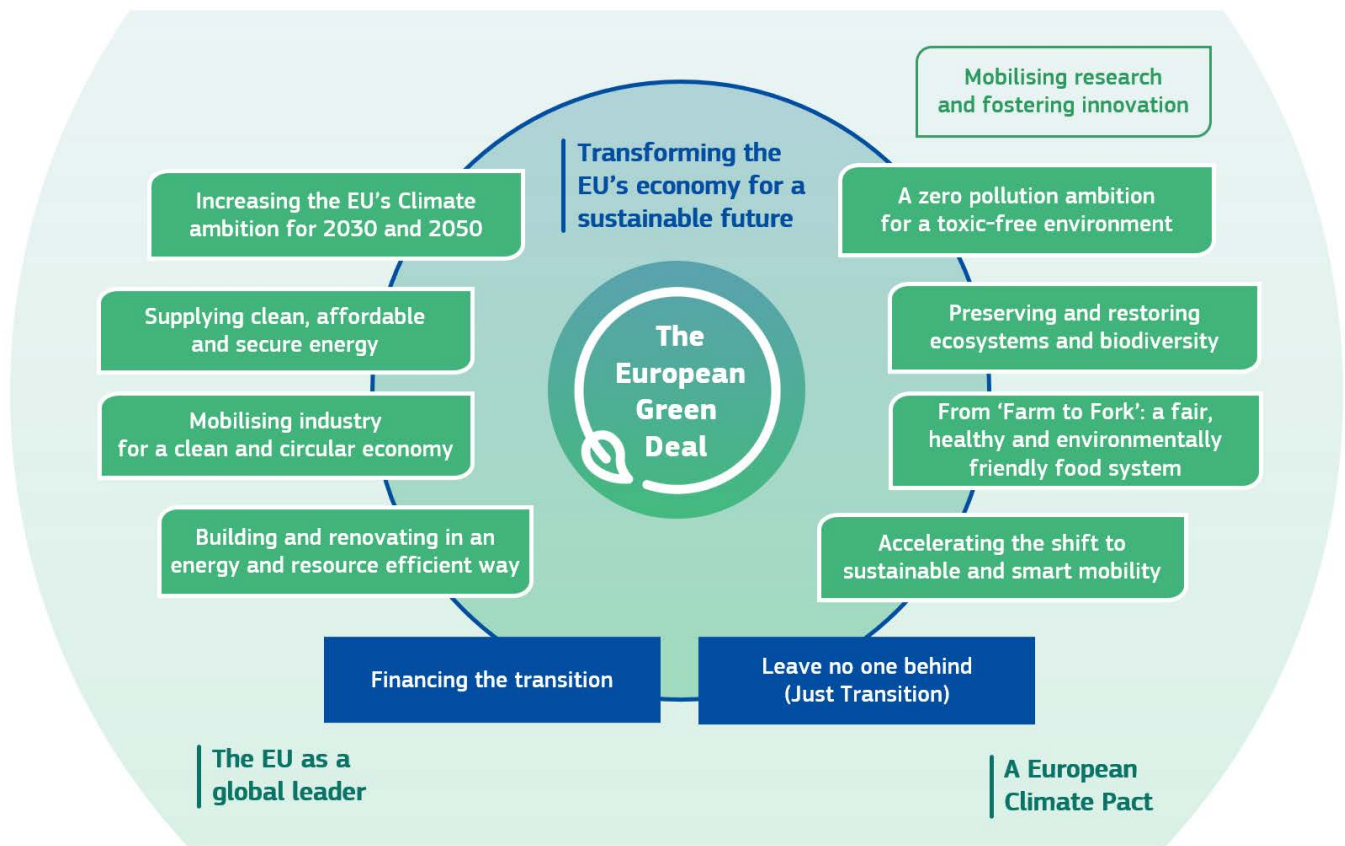 Mobilising research
and fostering innovation
Transforming the
EU's economy for a
sustainable future
Increasing the EU's Climate
ambition for 2030 and 2050
A zero pollution ambition
for a toxic-free environment
Supplying clean, affordable
and secure energy
The
European
Green
Deal
Preserving and restoring
ecosystems and biodiversity
Mobilising industry
for a clean and circular economy
From ‘Farm to Fork’: a fair,
healthy and environmentally
friendly food system
Building and renovating in an
energy and resource efficient way
Accelerating the shift to
sustainable and smart mobility
Financing the transition
Leave no one behind
(Just Transition)
The EU as a
global leader
A European
Climate Pact